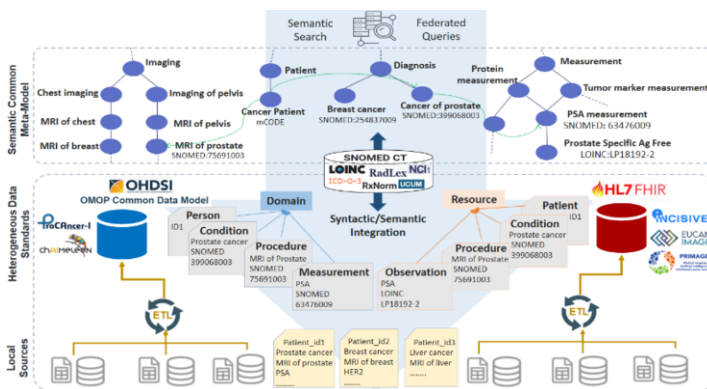 Semantic
Search
Federated
Queries
Semantic Common
Meta-Model
Imaging
Chest imaging
Imaging of pelvis
MRI of chest
MRI of pelvis
MRI of breast
MRI of prostate
SNOMED:75691003
Patient
Cancer Patient
mCODE
Diagnosis
Breast cancer
SNOMED:254837009
Cancer of prostate
SNOMED:399068003
Measurement
Protein
measurement
Tumor marker measurement
PSA measurement
SNOMED: 63476009
Prostate Specific Ag Free
LOINC:LP18192-2
SNOMED CT
LOINC
RadLex
NCIt
ICD-O-3
RxNorm
UCUM
Syntactic/Semantic
Integration
Heterogeneous Data
Standards
OHDSI
OMOP Common Data Model
ProCAncer-I
CHAIMELEON
Domain
Person
ID1
Condition
Prostate cancer
SNOMED
399068003
Procedure
MRI of Prostate
SNOMED
75691003
Measurement
PSA
SNOMED
63476009
Resource
Patient
ID1
Condition
Prostate cancer
SNOMED
399068003
Procedure
MRI of Prostate
SNOMED
75691003
Observation
PSA
LOINC
LP18192-2
HL7 FHIR
INCISIVE
EUCAN
IMAGE
PRIMAGE
Local
Sources
ETL
ETL
Patient_id1
Prostate cancer
MRI of prostate
PSA
........
Patient_id2
Breast cancer
MRI of breast
HER2
........
Patient_id3
Liver cancer
MRI of liver
........